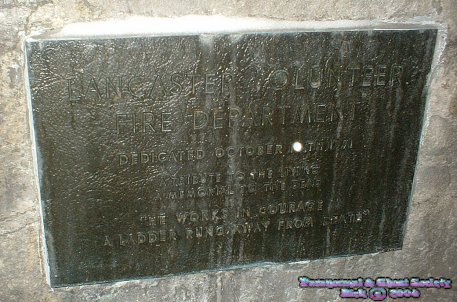 LANCASTER VOLUNTEER
FIRE DEPARTMENT
DEDICATED OCTOBER
TRIBUTE TO THE LIVING
MEMORIAL TO THE DEAD
"HE WORKS IN COURAGE
A LADDER RUNG AWAY FROM DEATH"
Paranormal & Ghost Society
© 2004